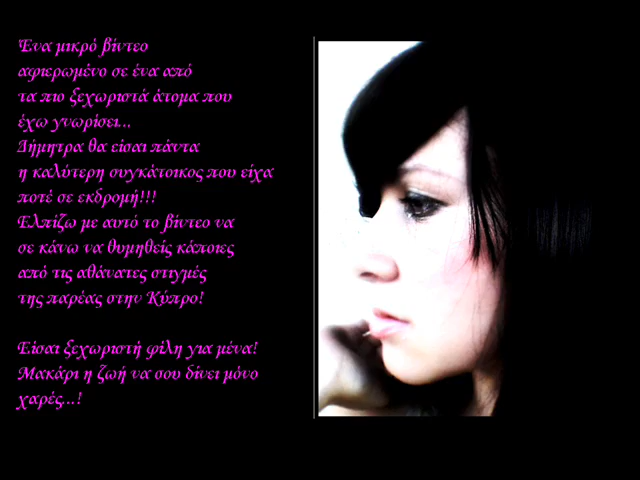 Ένα μικρό βίντεο
αφιερωμένο σε ένα από
τα πιο ξεχωριστά άτομα που
έχω γνωρίσει...
Δήμητρα θα είσαι πάντα
η καλύτερη συγκάτοικος που είχα
ποτέ σε εκδρομή!!!
Ελπίζω με αυτό το βίντεο να
σε κάνω να θυμηθείς κάποιες
από τις αθάνατες στιγμές
της παρέας στην Κύπρο!
Είσαι ξεχωριστή φίλη για μένα!
Μακάρι η ζωή να σου δίνει μόνο
χαρές...!